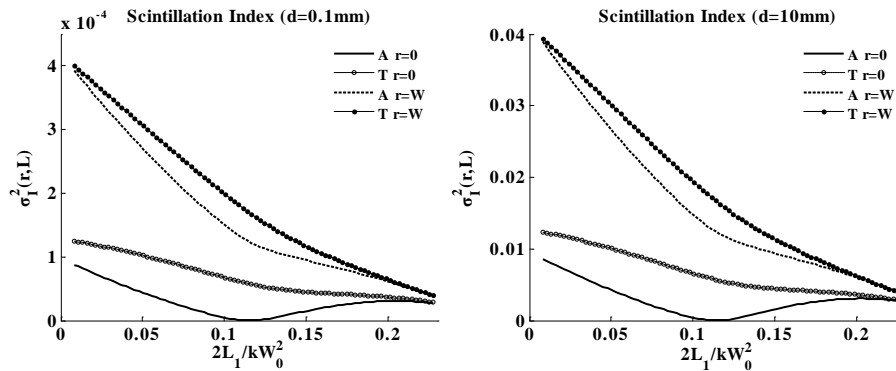 Scintillation Index (d=0.1mm)
x 10^-4
A r=0
T r=0
A r=W
T r=W
4
3
2
1
0
σ_I^2(r,L)
0 0.05 0.1 0.15 0.2
2L_1/kW_0^2
Scintillation Index (d=10mm)
A r=0
T r=0
A r=W
T r=W
0.04
0.03
0.02
0.01
0
σ_I^2(r,L)
0 0.05 0.1 0.15 0.2
2L_1/kW_0^2